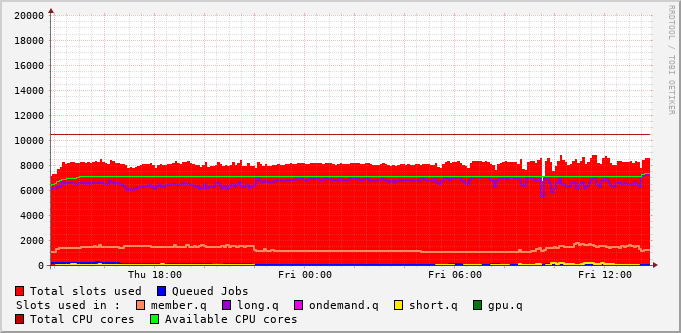 20000
18000
16000
14000
12000
10000
8000
6000
4000
2000
0
Thu 18:00 Fri 00:00 Fri 06:00 Fri 12:00
RRDTOOL / TOBI OETIKER
Total slots used Queued Jobs
Slots used in : member.q long.q ondemand.q short.q gpu.q
Total CPU cores Available CPU cores